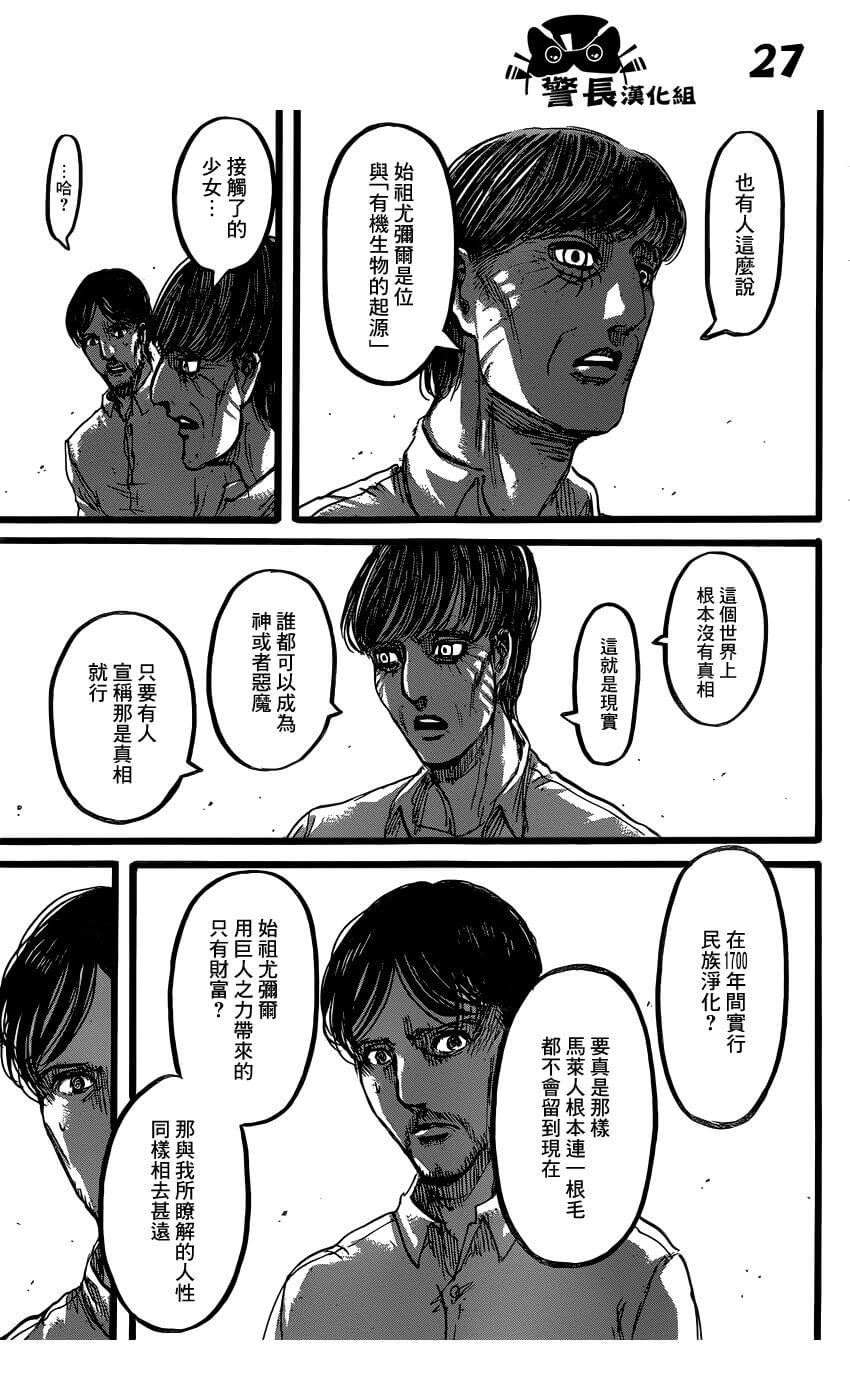 警長漢化組
27
也有人這麼說
始祖尤彌爾是位
與「有機生物的起源」
接觸了的
少女…
…哈？
這個世界上
根本沒有真相
這就是現實
誰都可以成為
神或者惡魔
只要有人
宣稱那是真相
就行
在1700年間實行
民族淨化？
要真是那樣
馬萊人根本連一根毛
都不會留到現在
始祖尤彌爾
用巨人之力帶來的
只有財富？
那與我所瞭解的人性
同樣相去甚遠